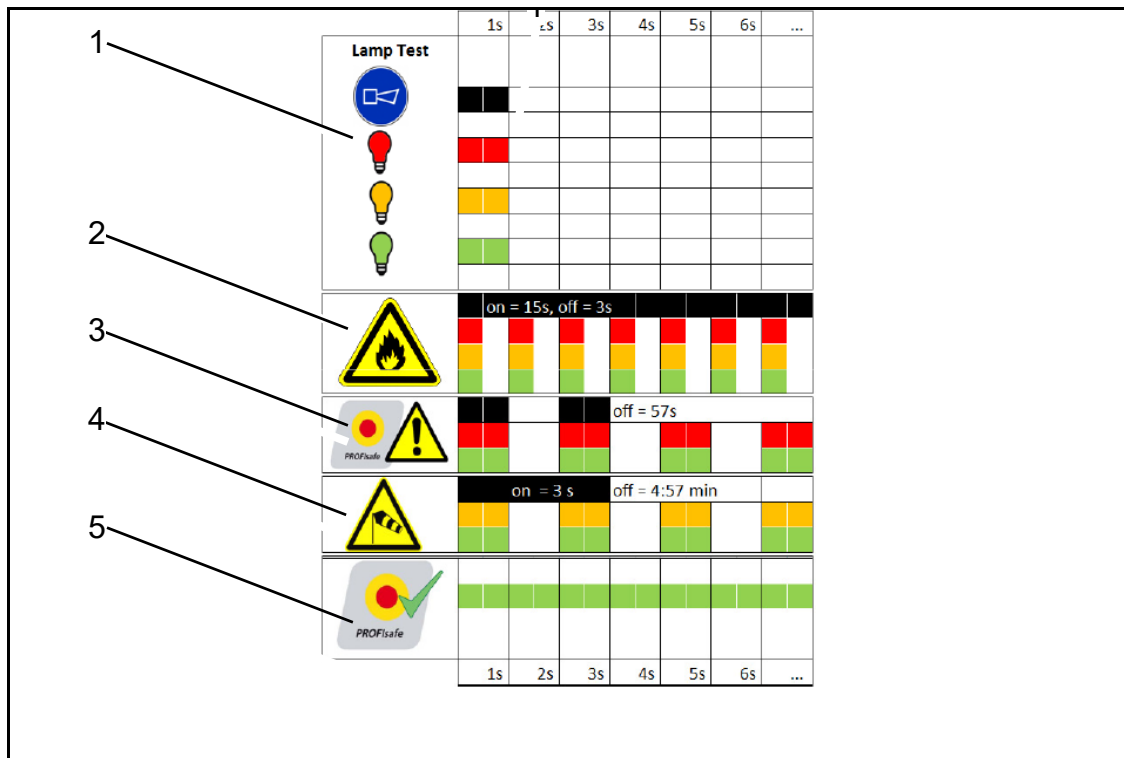 1s 2s 3s 4s 5s 6s ...
1
Lamp Test
2
on = 15s, off = 3s
3
off = 57s
PROFIsafe
4
on = 3 s off = 4:57 min
5
PROFIsafe
1s 2s 3s 4s 5s 6s ...